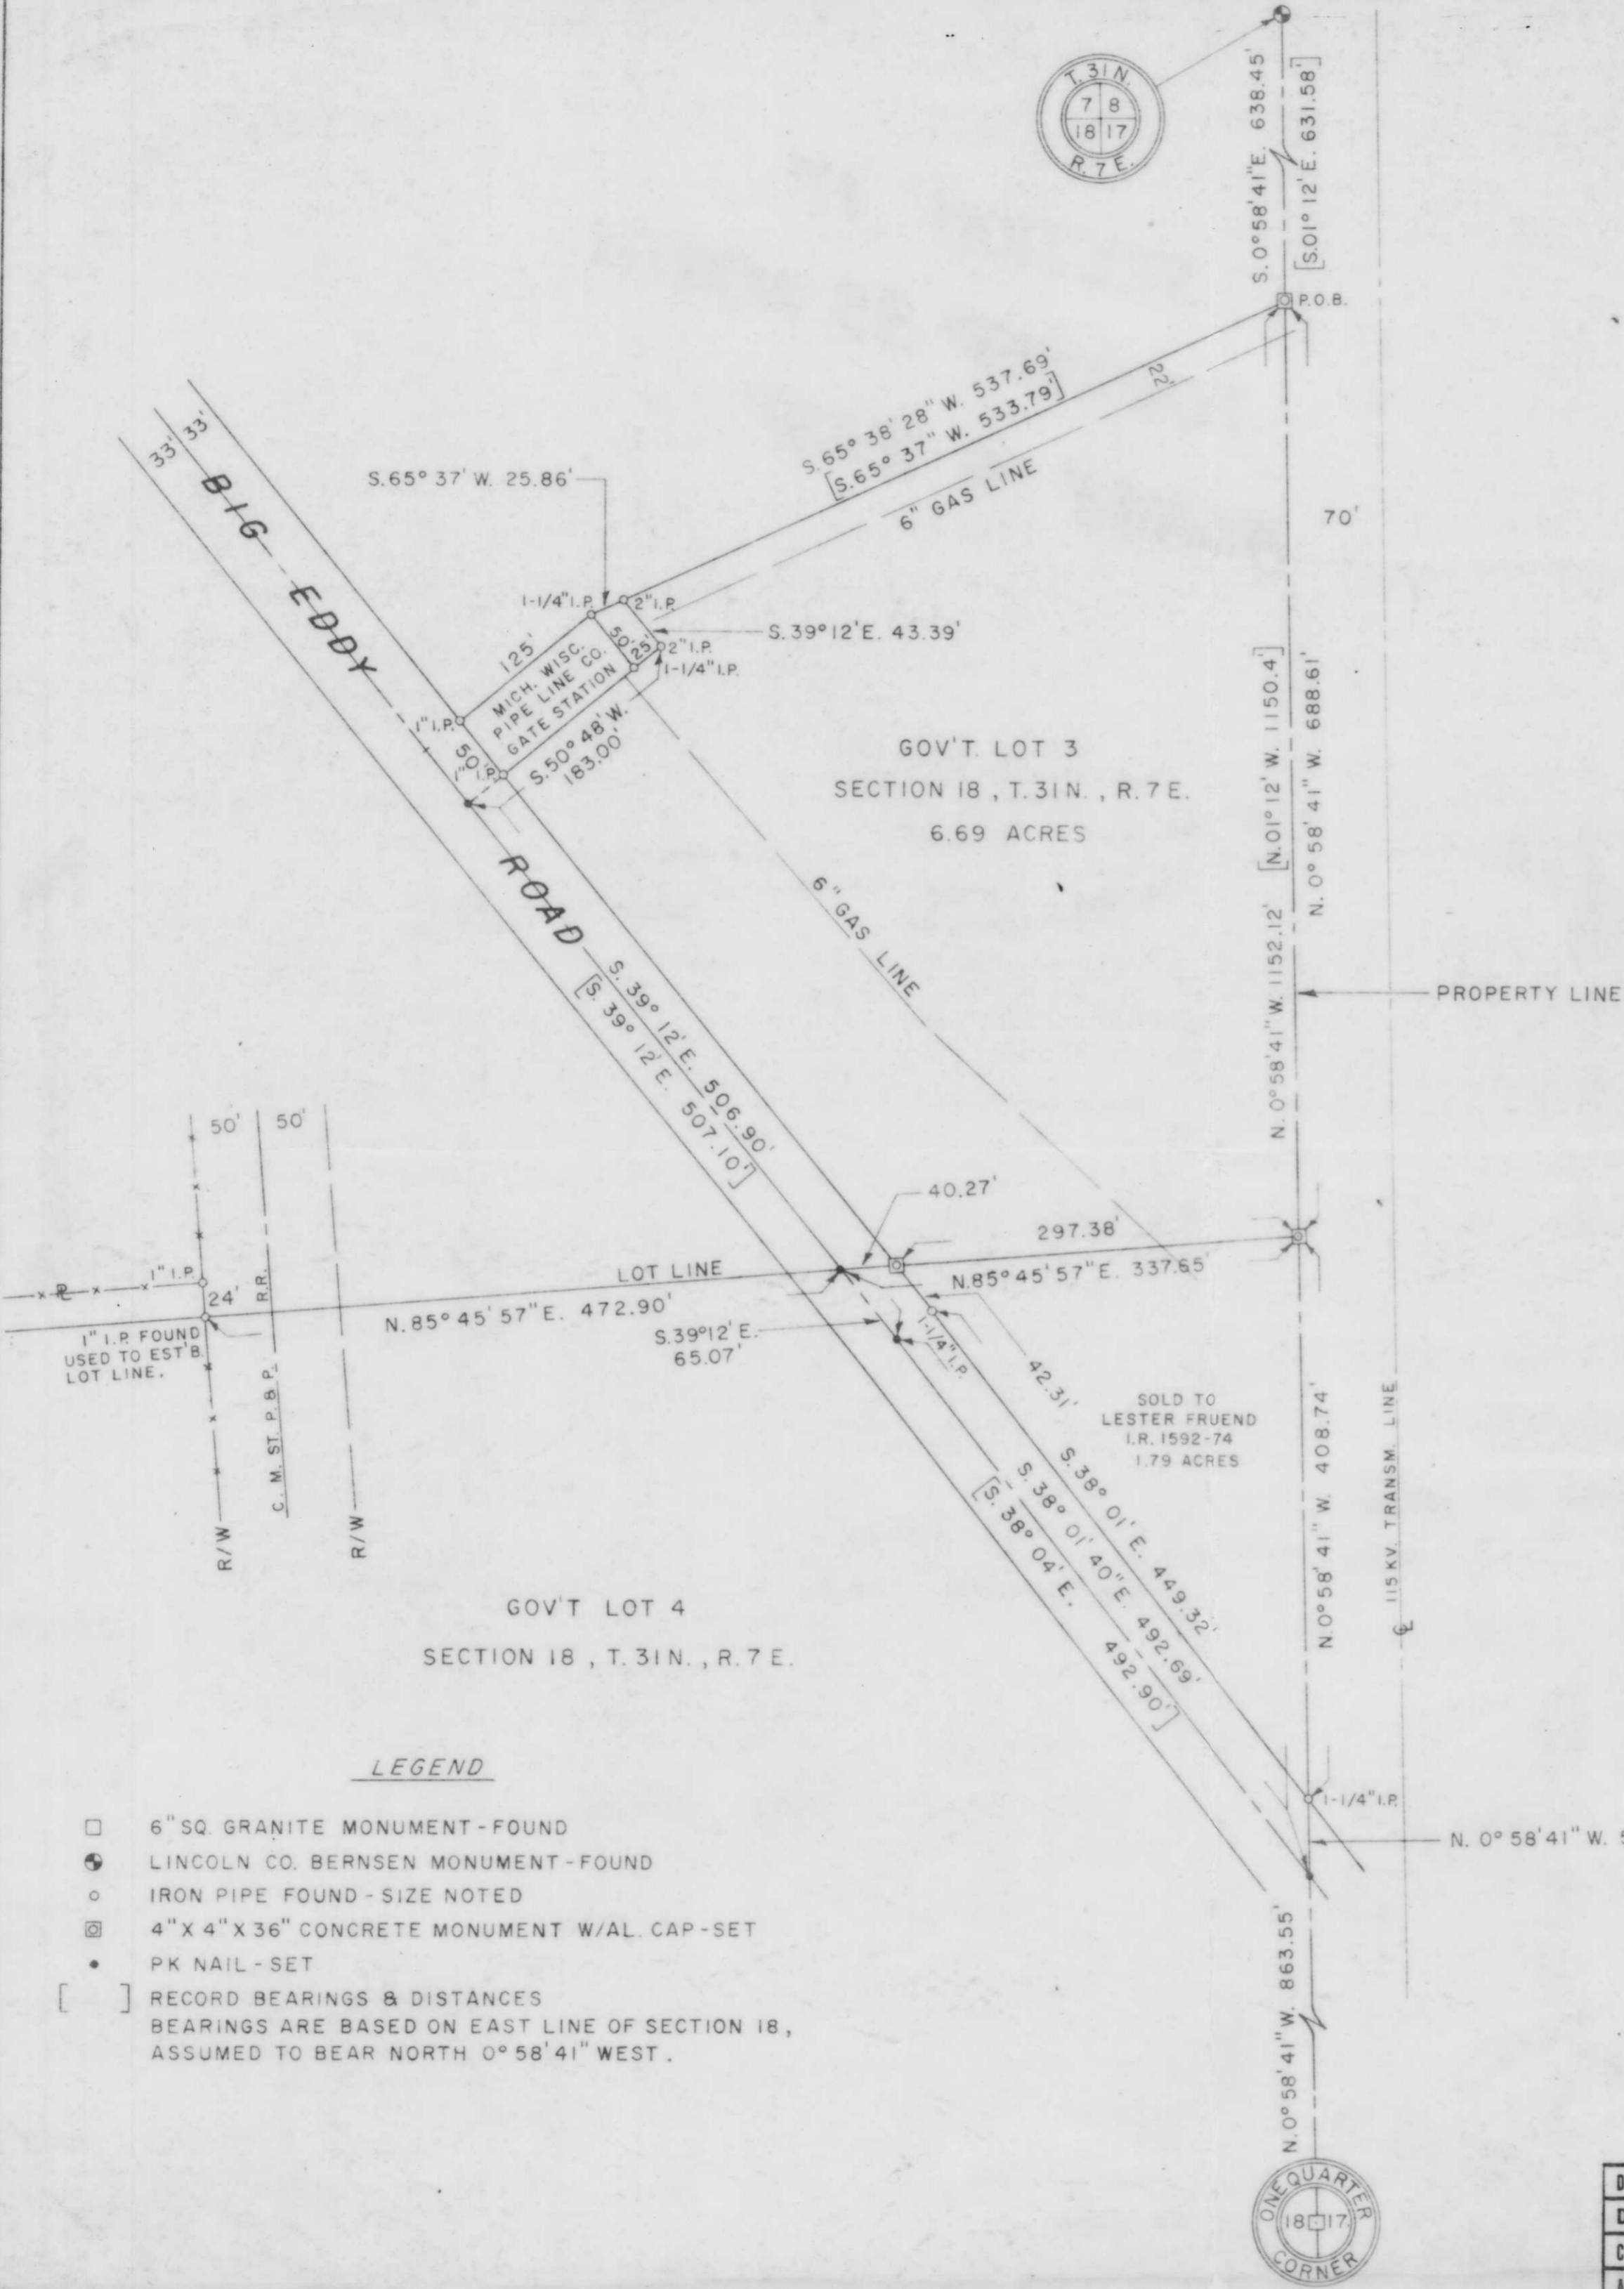 T. 31 N.
7 8
18 17
R. 7 E.
S. 0° 58' 41" E. 638.45'
[S.01° 12' E. 631.58']
P.O.B.
S. 65° 38' 28" W. 537.69'
[S. 65° 37" W. 533.79']
22'
6" GAS LINE
70'
33' 33'
BIG EDDY ROAD
S. 65° 37' W. 25.86'
1-1/4" I.P.
2" I.P.
S. 39° 12' E. 43.39'
125'
50'
25'
2" I.P.
1-1/4" I.P.
MICH. WISC.
PIPE LINE CO.
GATE STATION
1" I.P.
50'
1" I.P.
S. 50° 48' W.
183.00'
GOV'T. LOT 3
SECTION 18 , T. 31 N. , R. 7 E.
6.69 ACRES
[N.01° 12' W. 1150.4']
N. 0° 58' 41" W. 688.61'
N. 0° 58' 41" W. 1152.12'
6" GAS LINE
PROPERTY LINE
S. 39° 12' E. 506.90'
[S. 39° 12' E. 507.10']
50' 50'
40.27'
297.38'
LOT LINE
N. 85° 45' 57" E. 337.65'
1" I.P.
24'
R.R.
N. 85° 45' 57" E. 472.90'
1" I.P. FOUND
USED TO EST'B.
LOT LINE.
S. 39° 12' E.
65.07'
1-1/4" I.P.
42.31'
C. M. ST. P. & P.
R/W
R/W
SOLD TO
LESTER FRUEND
I.R. 1592-74
1.79 ACRES
S. 38° 01' E. 449.32'
S. 38° 01' 40" E. 492.69'
[S. 38° 04' E. 492.90']
N. 0° 58' 41" W. 408.74'
115 KV. TRANSM. LINE
℄
GOV'T LOT 4
SECTION 18 , T. 31 N. , R. 7 E.
1-1/4" I.P.
N. 0° 58' 41" W.
N. 0° 58' 41" W. 863.55'
LEGEND
6" SQ. GRANITE MONUMENT - FOUND
LINCOLN CO. BERNSEN MONUMENT - FOUND
IRON PIPE FOUND - SIZE NOTED
4" X 4" X 36" CONCRETE MONUMENT W/AL. CAP - SET
PK NAIL - SET
[ ] RECORD BEARINGS & DISTANCES
BEARINGS ARE BASED ON EAST LINE OF SECTION 18,
ASSUMED TO BEAR NORTH 0° 58' 41" WEST.
ONE QUARTER
18 17
CORNER